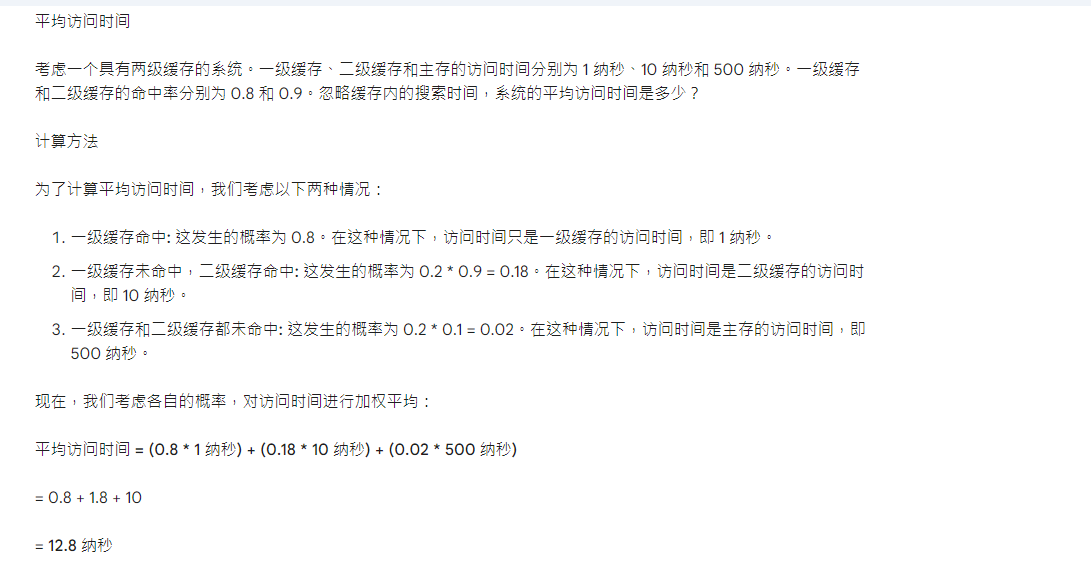 平均访问时间
考虑一个具有两级缓存的系统。一级缓存、二级缓存和主存的访问时间分别为 1 纳秒、10 纳秒和 500 纳秒。一级缓存
和二级缓存的命中率分别为 0.8 和 0.9。忽略缓存内的搜索时间，系统的平均访问时间是多少？
计算方法
为了计算平均访问时间，我们考虑以下两种情况：
1. 一级缓存命中: 这发生的概率为 0.8。在这种情况下，访问时间只是一级缓存的访问时间，即 1 纳秒。
2. 一级缓存未命中，二级缓存命中: 这发生的概率为 0.2 * 0.9 = 0.18。在这种情况下，访问时间是二级缓存的访问时
间，即 10 纳秒。
3. 一级缓存和二级缓存都未命中: 这发生的概率为 0.2 * 0.1 = 0.02。在这种情况下，访问时间是主存的访问时间，即
500 纳秒。
现在，我们考虑各自的概率，对访问时间进行加权平均：
平均访问时间 = (0.8 * 1 纳秒) + (0.18 * 10 纳秒) + (0.02 * 500 纳秒)
= 0.8 + 1.8 + 10
= 12.8 纳秒